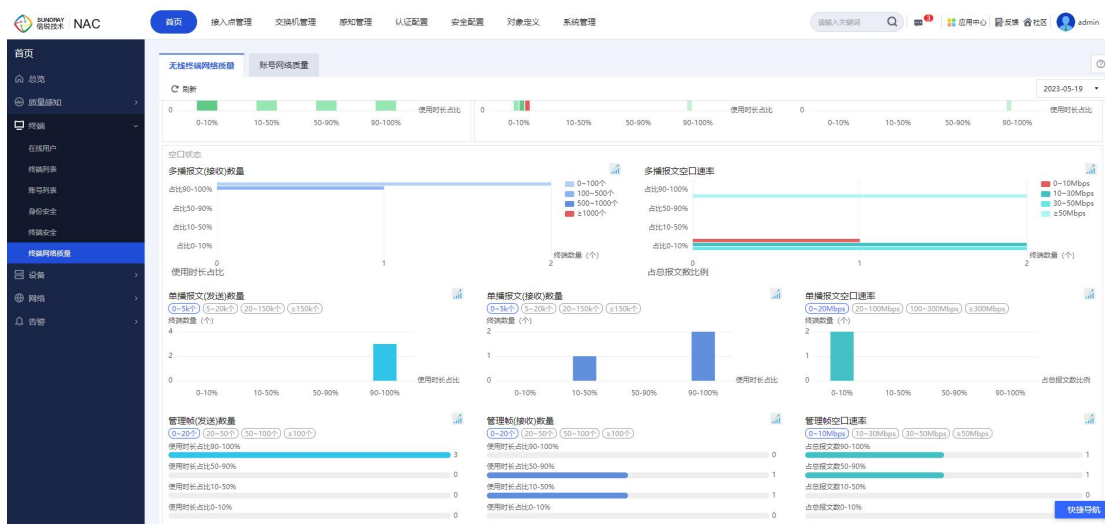 SUNDRAY 信锐技术 NAC 首页 接入点管理 交换机管理 感知管理 认证配置 安全配置 对象定义 系统管理 请输入关键词 3 应用中心 反馈 社区 admin
首页
总览
质量感知
终端
在线用户
终端列表
账号列表
身份安全
终端安全
终端网络质量
设备
网络
告警
无线终端网络质量 账号网络质量
刷新 2023-05-19
0 使用时长占比 0 使用时长占比 0 使用时长占比
0-10% 10-50% 50-90% 90-100% 0-10% 10-50% 50-90% 90-100% 0-10% 10-50% 50-90% 90-100%
空口状态
多播报文(接收)数量
占比90-100%
占比50-90%
占比10-50%
占比0-10%
0~100个
100~500个
500~1000个
≥1000个
终端数量（个）
0 1 2
使用时长占比
多播报文空口速率
占比90-100%
占比50-90%
占比10-50%
占比0-10%
0~10Mbps
10~30Mbps
30~50Mbps
≥50Mbps
终端数量（个）
0 1 2
占总报文数比例
单播报文(发送)数量
0~5k个 5~20k个 20~150k个 ≥150k个
终端数量（个）
4
2
0 使用时长占比
0-10% 10-50% 50-90% 90-100%
单播报文(接收)数量
0~5k个 5~20k个 20~150k个 ≥150k个
终端数量（个）
2
1
0 使用时长占比
0-10% 10-50% 50-90% 90-100%
单播报文空口速率
0~20Mbps 20~100Mbps 100~300Mbps ≥300Mbps
终端数量（个）
2
1
0 占总报文数比例
0-10% 10-50% 50-90% 90-100%
管理帧(发送)数量
0~20个 20~50个 50~100个 ≥100个
使用时长占比90-100%
3
使用时长占比50-90%
0
使用时长占比10-50%
0
使用时长占比0-10%
0
管理帧(接收)数量
0~20个 20~50个 50~100个 ≥100个
使用时长占比90-100%
0
使用时长占比50-90%
1
使用时长占比10-50%
1
使用时长占比0-10%
0
管理帧空口速率
0~10Mbps 10~30Mbps 30~50Mbps ≥50Mbps
占总报文数90-100%
1
占总报文数50-90%
1
占总报文数10-50%
0
占总报文数0-10%
快捷导航